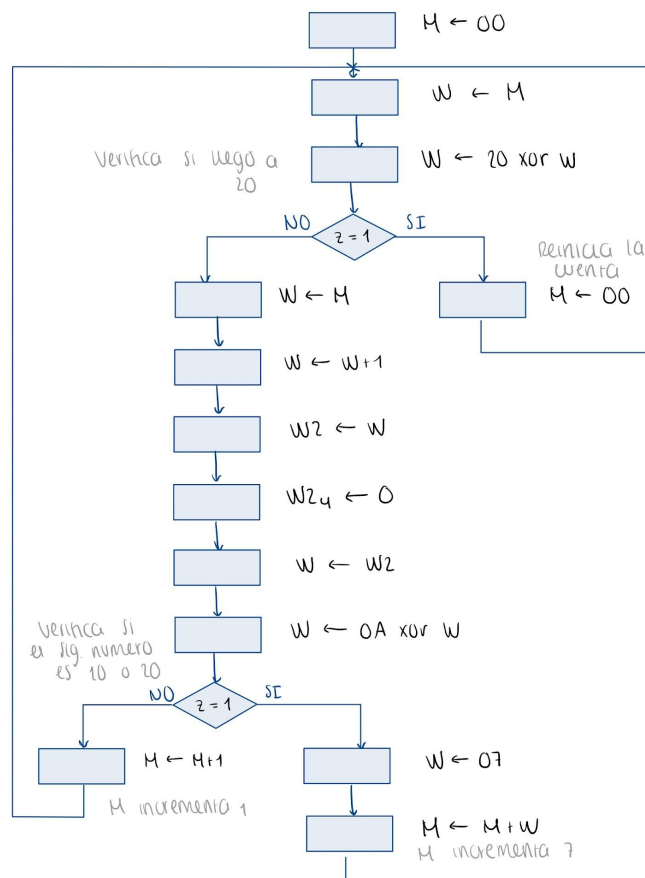 M ← 00
W ← M
Verifica si llegó a
20
W ← 20 xor W
NO
z = 1
SI
Reinicia la
cuenta
M ← 00
W ← M
W ← W+1
W2 ← W
W2₄ ← 0
W ← W2
Verifica si
el sig. numero
es 10 o 20
W ← 0A xor W
NO
z = 1
SI
M ← M+1
M incrementa 1
W ← 07
M ← M+W
M incrementa 7